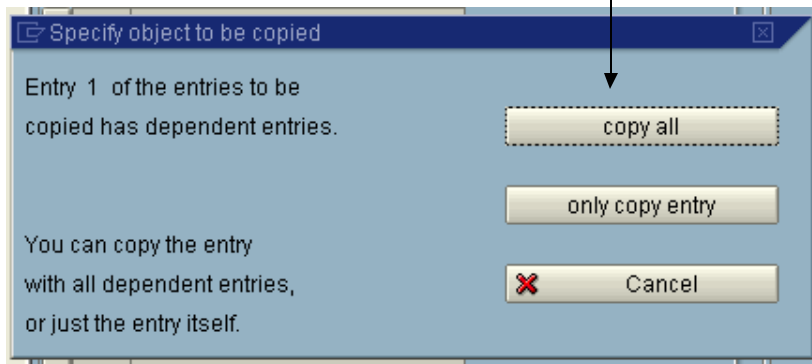 Specify object to be copied
Entry 1 of the entries to be
copied has dependent entries.
copy all
only copy entry
You can copy the entry
with all dependent entries,
or just the entry itself.
Cancel